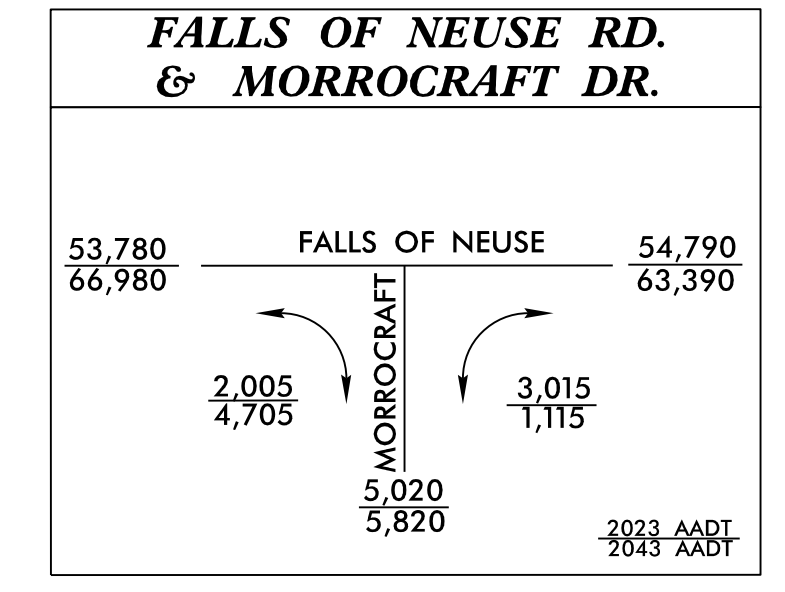 FALLS OF NEUSE RD.
& MORROCRAFT DR.
FALLS OF NEUSE
53,780
66,980
54,790
63,390
MORROCRAFT
2,005
4,705
3,015
1,115
5,020
5,820
2023 AADT
2043 AADT